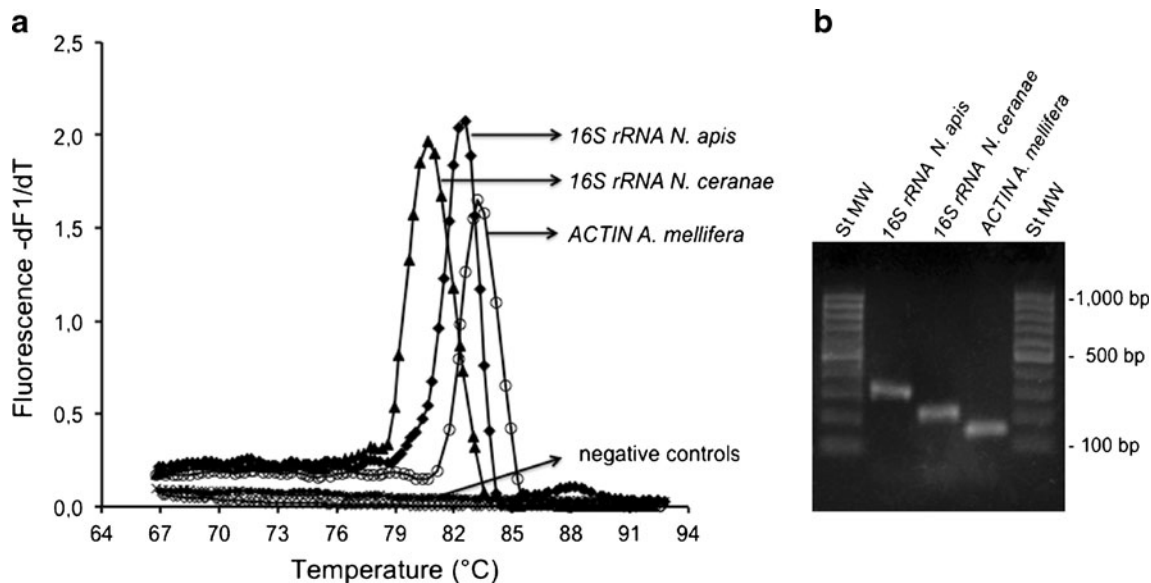 a
2,5
2,0
1,5
1,0
0,5
0,0
Fluorescence -dF1/dT
16S rRNA N. apis
16S rRNA N. ceranae
ACTIN A. mellifera
negative controls
64 67 70 73 76 79 82 85 88 91 94
Temperature (°C)
b
St MW
16S rRNA N. apis
16S rRNA N. ceranae
ACTIN A. mellifera
St MW
-1,000 bp
- 500 bp
- 100 bp